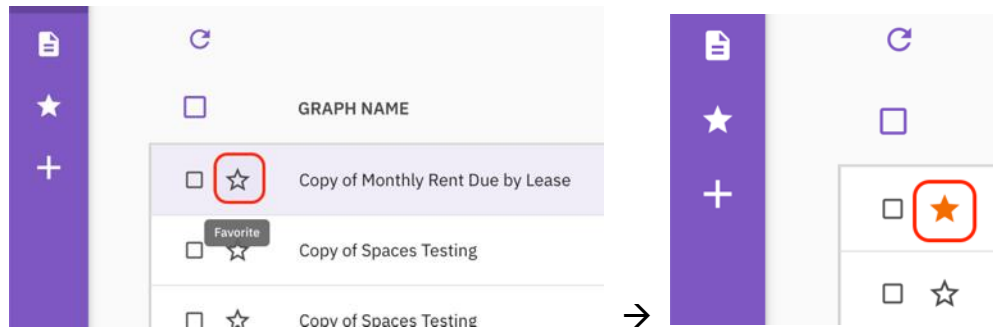 GRAPH NAME
Copy of Monthly Rent Due by Lease
Favorite
Copy of Spaces Testing
Copy of Spaces Testing